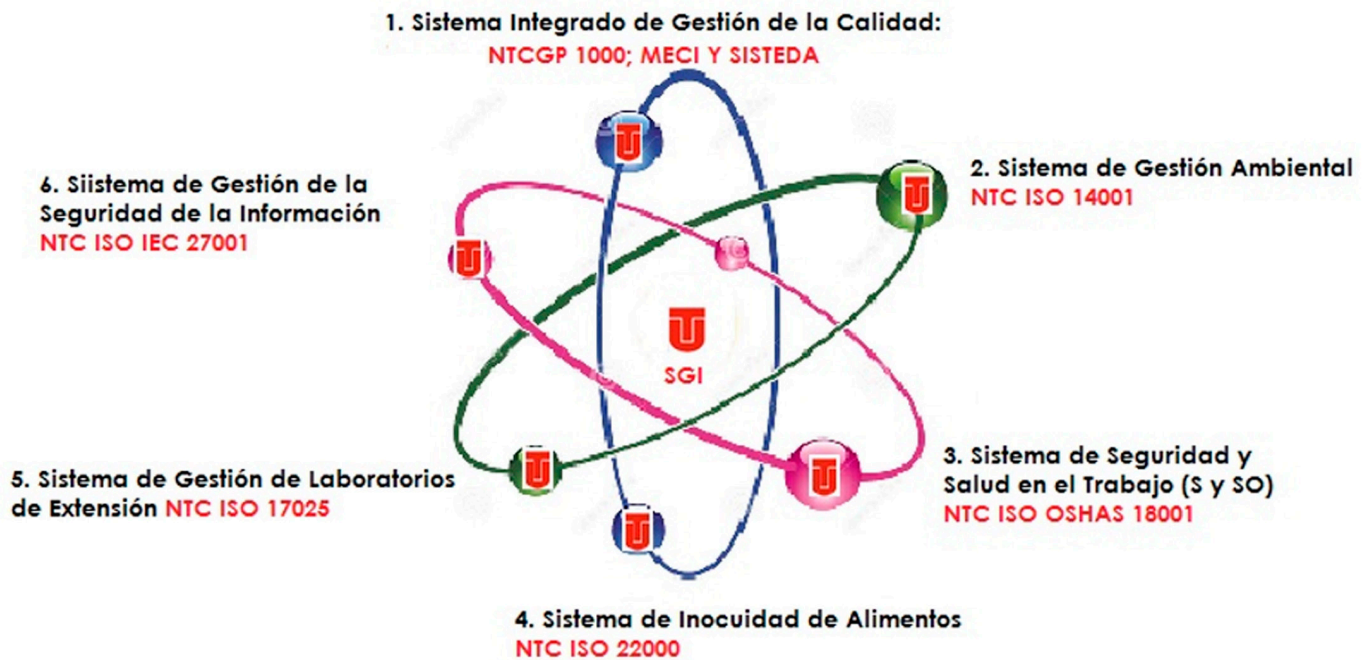 1. Sistema Integrado de Gestión de la Calidad:
NTCGP 1000; MECI Y SISTEDA
2. Sistema de Gestión Ambiental
NTC ISO 14001
3. Sistema de Seguridad y
Salud en el Trabajo (S y SO)
NTC ISO OSHAS 18001
4. Sistema de Inocuidad de Alimentos
NTC ISO 22000
5. Sistema de Gestión de Laboratorios
de Extensión NTC ISO 17025
6. Siistema de Gestión de la
Seguridad de la Información
NTC ISO IEC 27001
SGI